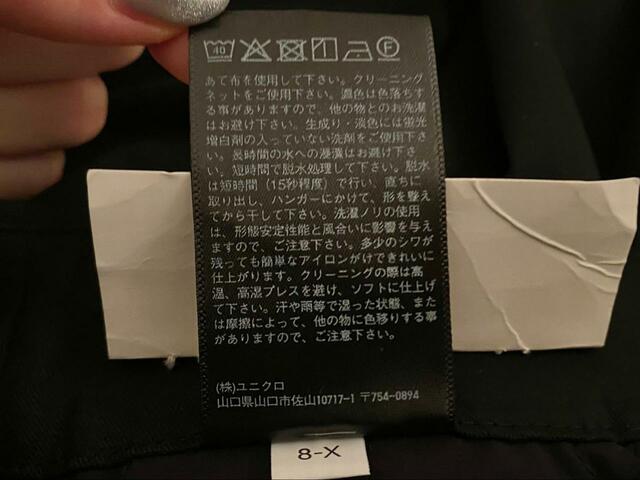 40 F
あて布を使用して下さい。クリーニング
ネットをご使用下さい。濃色は色落ちす
る事がありますので、他の物とのお洗濯
はお避け下さい。生成り・淡色には蛍光
増白剤の入っていない洗剤をご使用下さ
い。長時間の水への浸漬はお避け下さ
い。短時間で脱水処理して下さい。脱水
は短時間(15秒程度)で行い、直ちに
取り出し、ハンガーにかけて、形を整え
てから干して下さい。洗濯ノリの使用
は、形態安定性能と風合いに影響を与え
ますので、ご注意下さい。多少のシワが
残っても簡単なアイロンがけできれいに
仕上がります。クリーニングの際は高
温、高湿プレスを避け、ソフトに仕上げ
て下さい。汗や雨等で湿った状態、また
は摩擦によって、他の物に色移りする事
がありますので、ご注意下さい。
(株)ユニクロ
山口県山口市佐山10717-1 〒754-0894
8-X